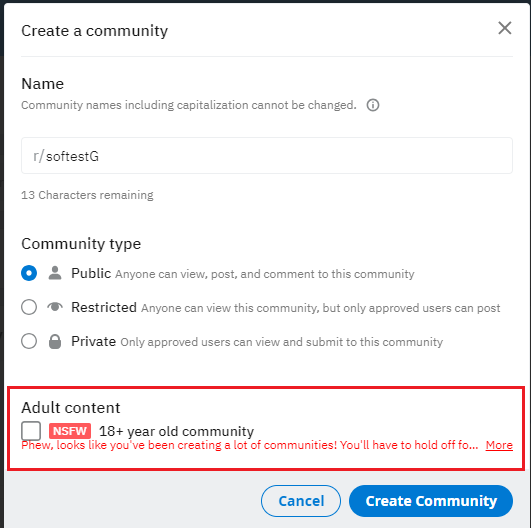 Create a community
Name
Community names including capitalization cannot be changed.
r/softestG
13 Characters remaining
Community type
Public Anyone can view, post, and comment to this community
Restricted Anyone can view this community, but only approved users can post
Private Only approved users can view and submit to this community
Adult content
NSFW 18+ year old community
Phew, looks like you've been creating a lot of communities! You'll have to hold off fo... More
Cancel Create Community